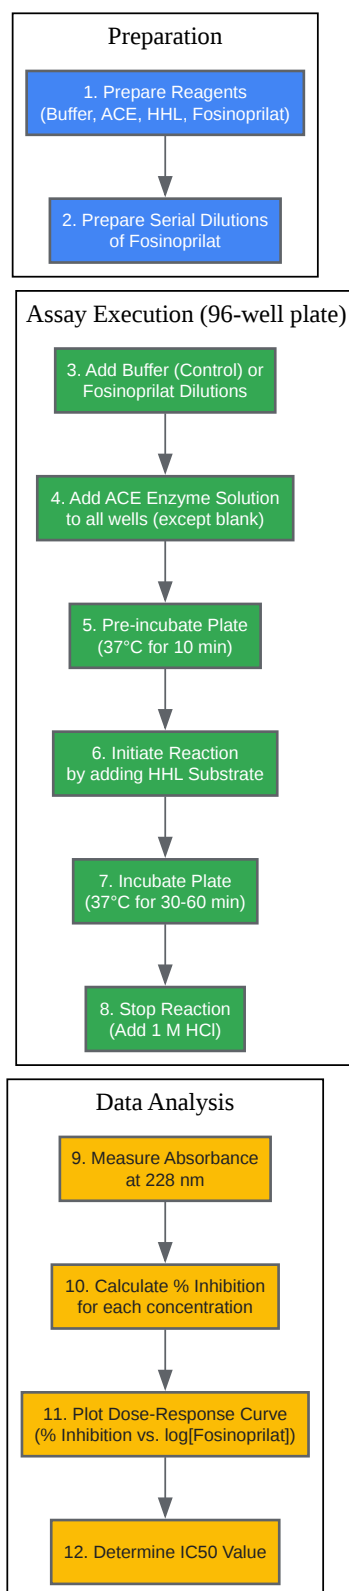 Preparation
1. Prepare Reagents
(Buffer, ACE, HHL, Fosinoprilat)
2. Prepare Serial Dilutions
of Fosinoprilat
Assay Execution (96-well plate)
3. Add Buffer (Control) or
Fosinoprilat Dilutions
4. Add ACE Enzyme Solution
to all wells (except blank)
5. Pre-incubate Plate
(37°C for 10 min)
6. Initiate Reaction
by adding HHL Substrate
7. Incubate Plate
(37°C for 30-60 min)
8. Stop Reaction
(Add 1 M HCl)
Data Analysis
9. Measure Absorbance
at 228 nm
10. Calculate % Inhibition
for each concentration
11. Plot Dose-Response Curve
(% Inhibition vs. log[Fosinoprilat])
12. Determine IC50 Value